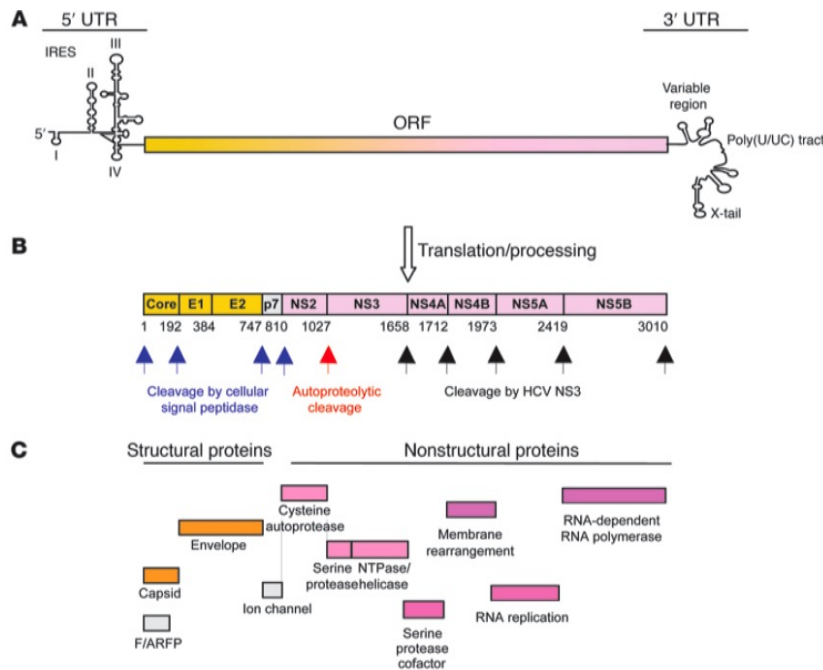 A
5′ UTR
3′ UTR
IRES
III
II
5′
I
IV
ORF
Variable
region
Poly(U/UC) tract
X-tail
B
Translation/processing
Core E1 E2 p7 NS2 NS3 NS4A NS4B NS5A NS5B
1 192 384 747 810 1027 1658 1712 1973 2419 3010
Cleavage by cellular
signal peptidase
Autoproteolytic
cleavage
Cleavage by HCV NS3
C
Structural proteins
Nonstructural proteins
Cysteine
autoprotease
Envelope
Membrane
rearrangement
RNA-dependent
RNA polymerase
Serine
protease
NTPase/
helicase
Capsid
Ion channel
F/ARFP
Serine
protease
cofactor
RNA replication